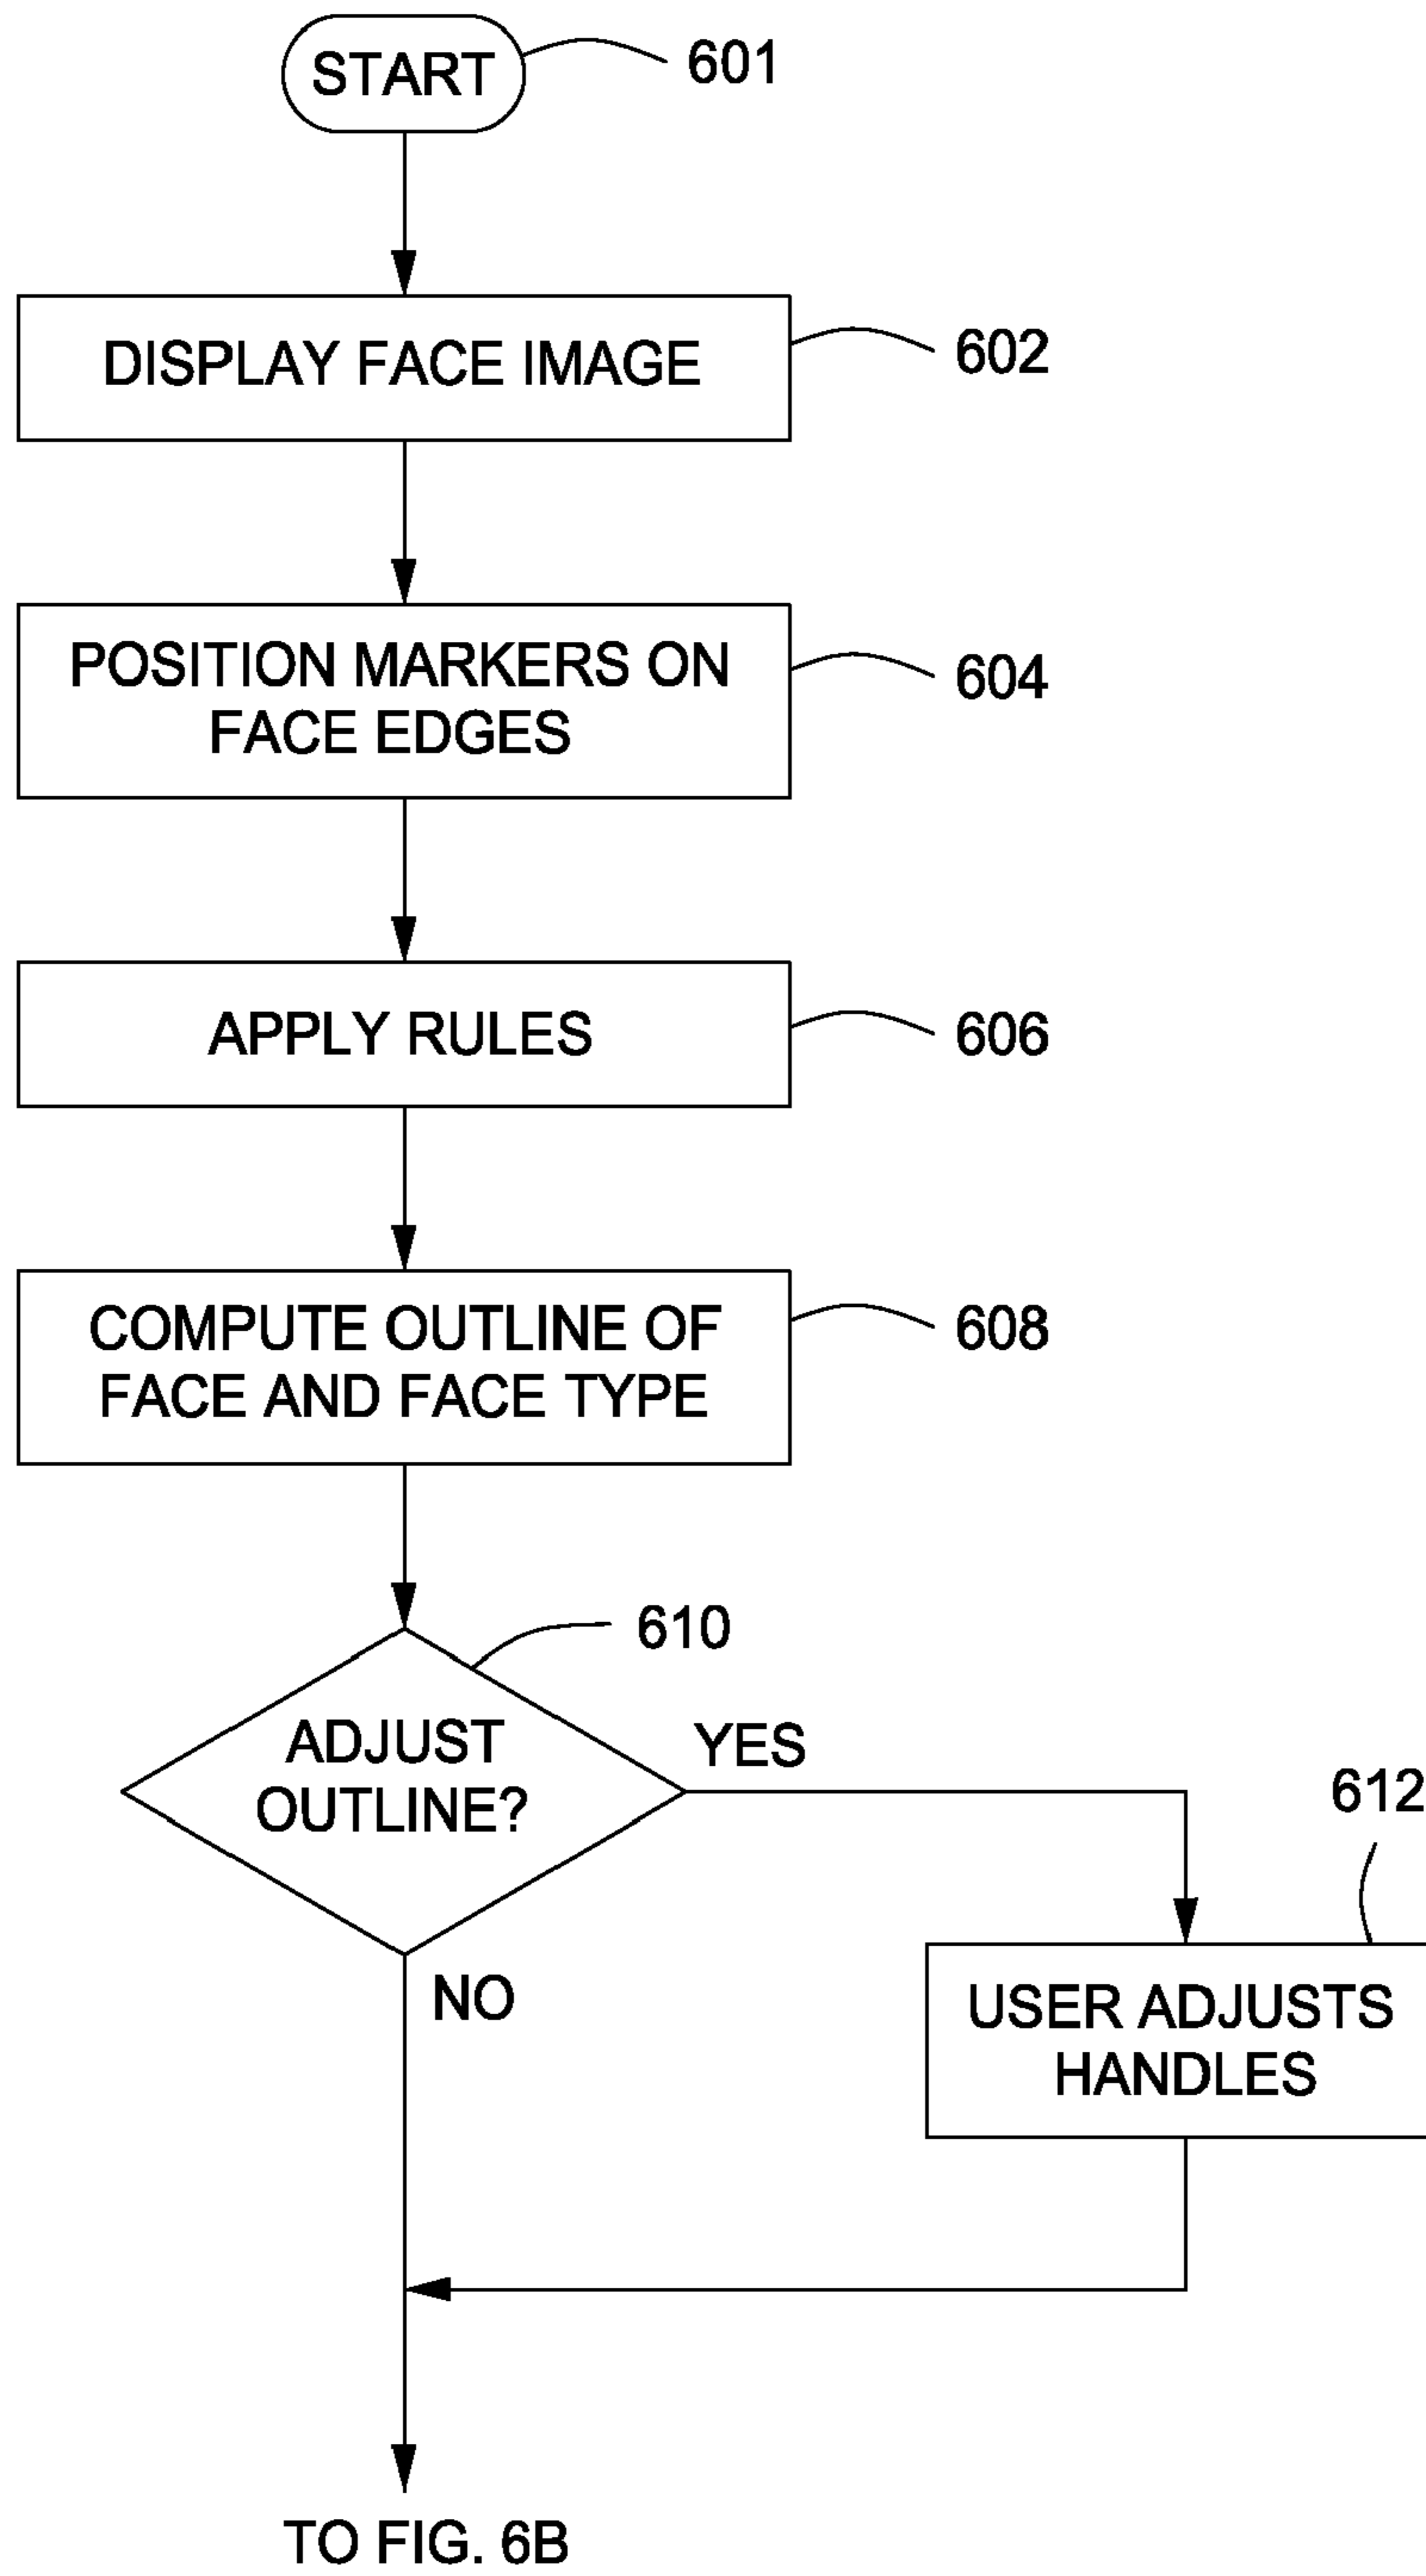 START
601
DISPLAY FACE IMAGE
602
POSITION MARKERS ON
FACE EDGES
604
APPLY RULES
606
COMPUTE OUTLINE OF
FACE AND FACE TYPE
608
610
ADJUST
OUTLINE?
YES
612
NO
USER ADJUSTS
HANDLES
TO FIG. 6B